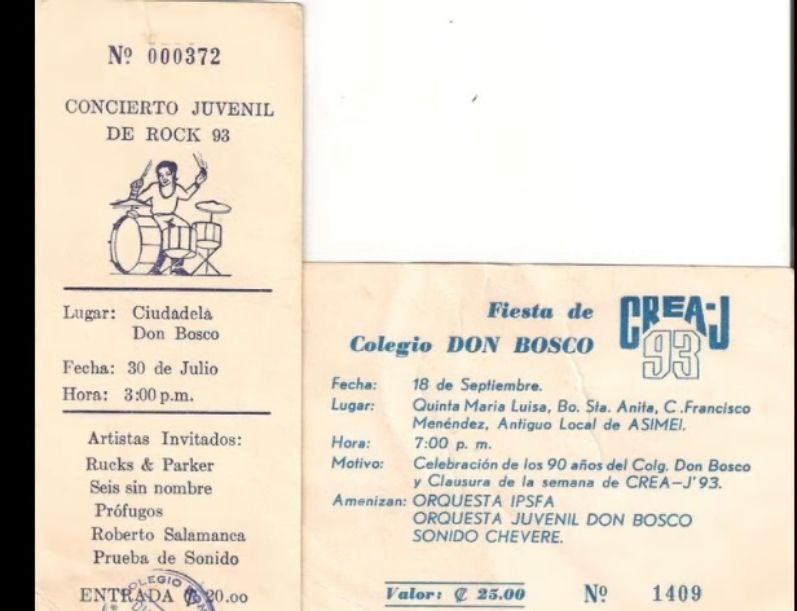 Nº 000372
CONCIERTO JUVENIL
DE ROCK 93
Lugar: Ciudadela
Don Bosco
Fecha: 30 de Julio
Hora: 3:00 p.m.
Artistas Invitados:
Rucks & Parker
Seis sin nombre
Prófugos
Roberto Salamanca
Prueba de Sonido
ENTRADA ₡ 20.00
COLEGIO
Fiesta de
Colegio DON BOSCO
CREA-J
93
Fecha: 18 de Septiembre.
Lugar: Quinta Maria Luisa, Bo. Sta. Anita, C .Francisco
Menéndez, Antiguo Local de ASIMEI.
Hora: 7:00 p. m.
Motivo: Celebración de los 90 años del Colg. Don Bosco
y Clausura de la semana de CREA-J'93.
Amenizan: ORQUESTA IPSFA
ORQUESTA JUVENIL DON BOSCO
SONIDO CHEVERE.
Valor: ₡ 25.00 Nº 1409